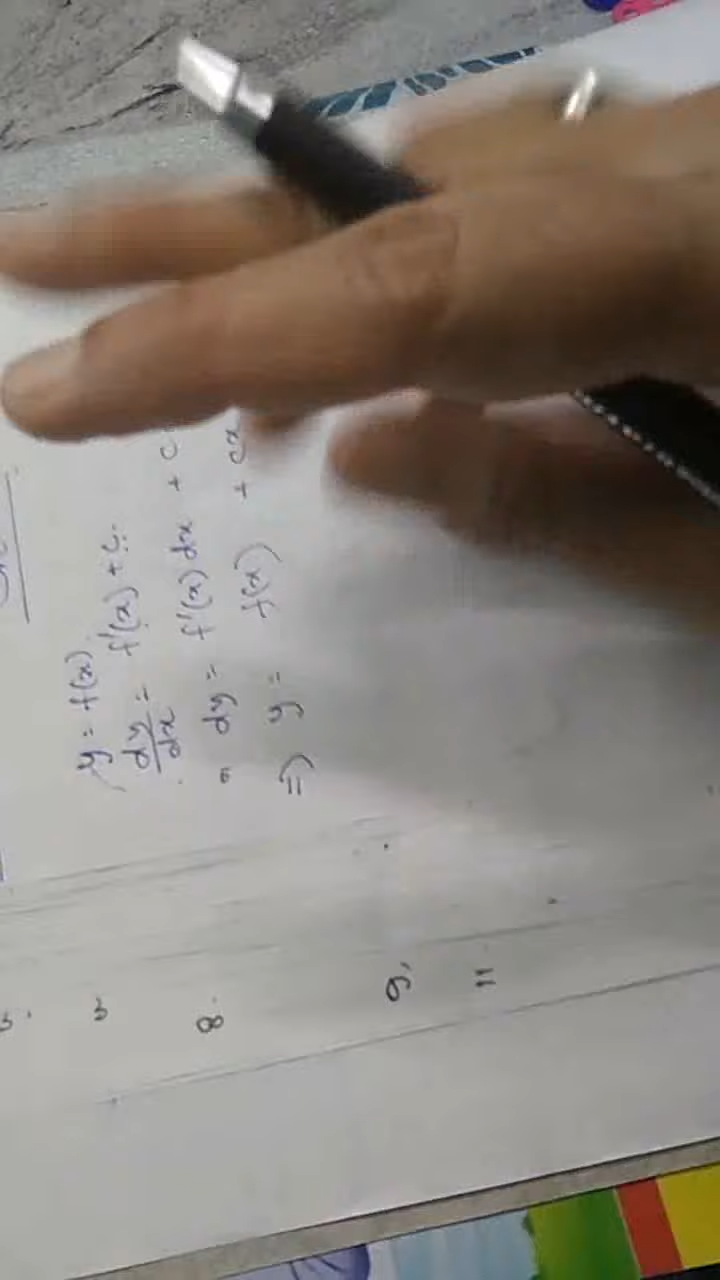 y = f(x)
dy/dx = f'(x) + c.
" dy = f'(x) dx + c
=) y = f(x) + cx
8.
9,
11